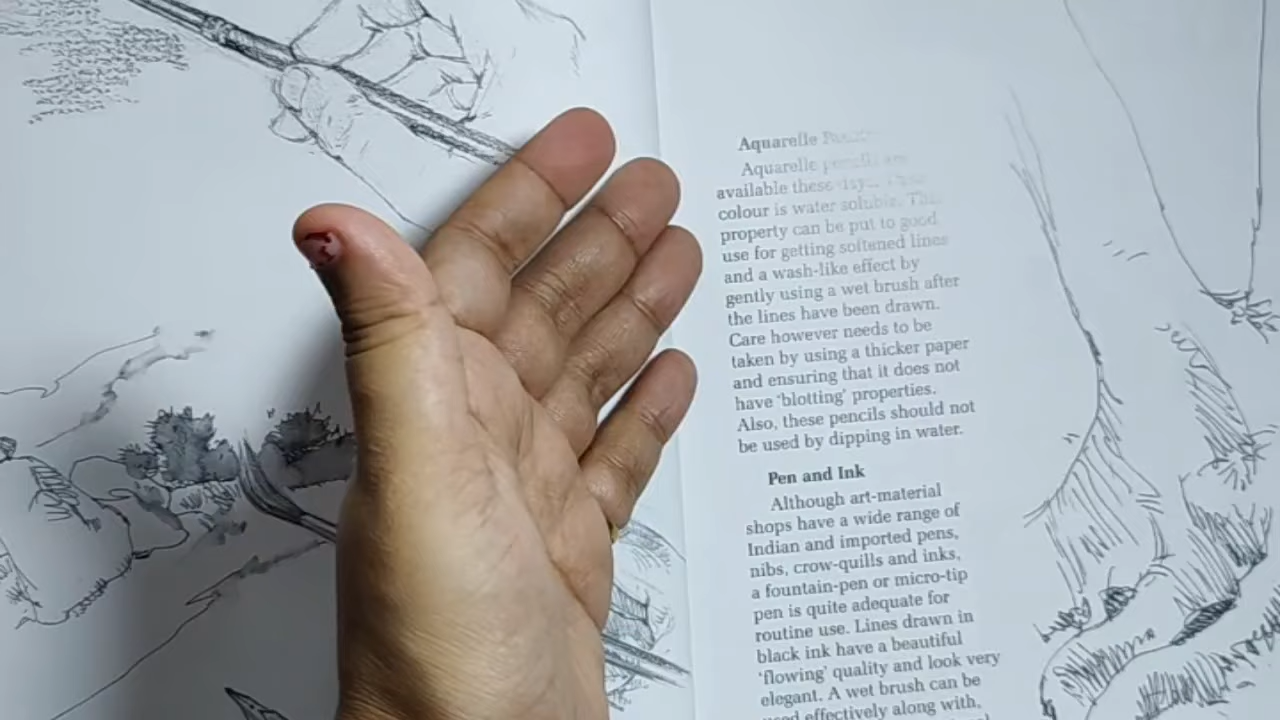 Aquarelle
Aquarelle pencils are
available these
colour is water soluble. This
property can be put to good
use for getting softened lines
and a wash-like effect by
gently using a wet brush after
the lines have been drawn.
Care however needs to be
taken by using a thicker paper
and ensuring that it does not
have 'blotting' properties.
Also, these pencils should not
be used by dipping in water.
Pen and Ink
Although art-material
shops have a wide range of
Indian and imported pens,
nibs, crow-quills and inks,
a fountain-pen or micro-tip
pen is quite adequate for
routine use. Lines drawn in
black ink have a beautiful
'flowing' quality and look very
elegant. A wet brush can be
used effectively along with,